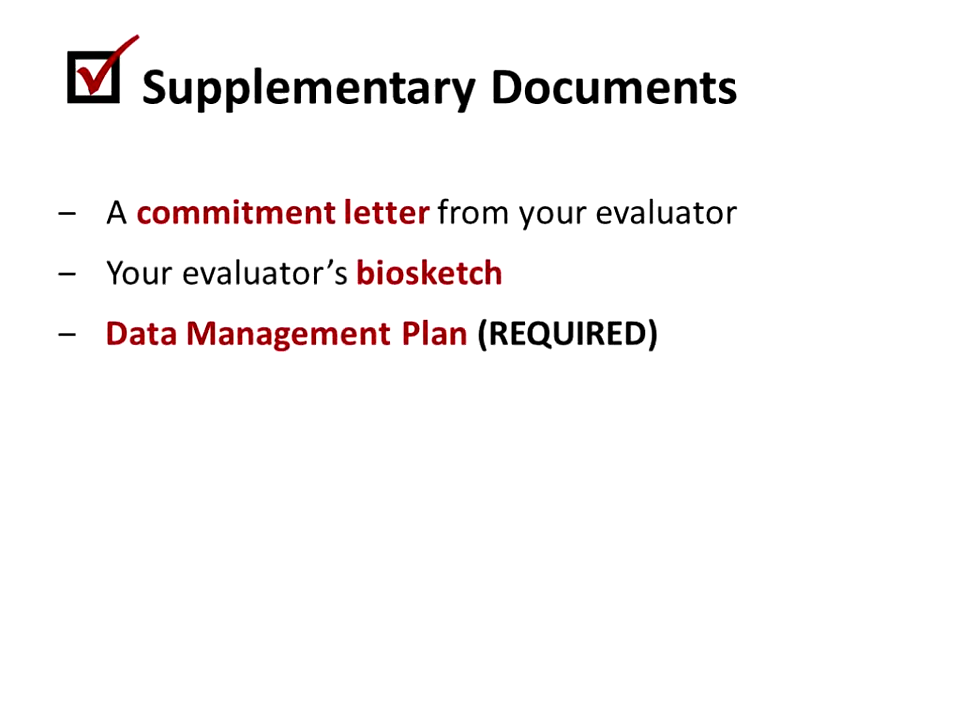 Supplementary Documents
– A commitment letter from your evaluator
– Your evaluator’s biosketch
– Data Management Plan (REQUIRED)